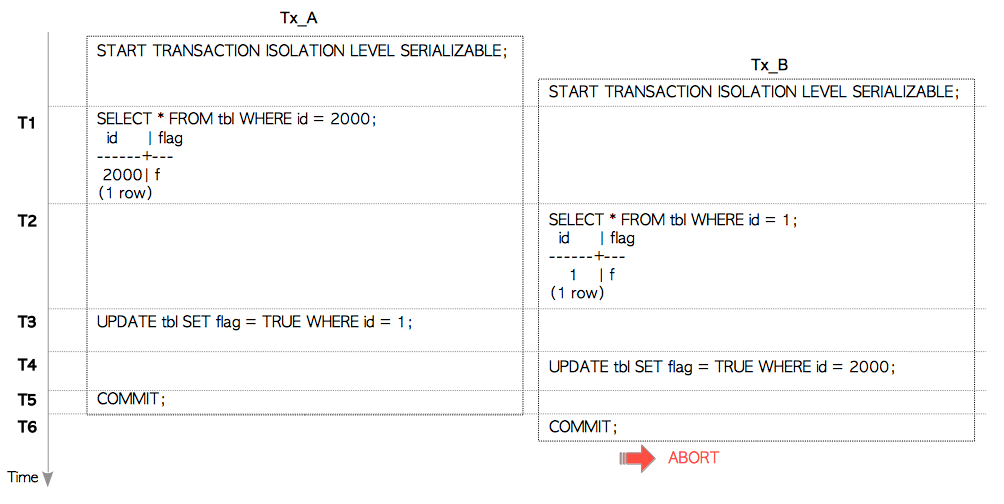 Tx_A
START TRANSACTION ISOLATION LEVEL SERIALIZABLE;
Tx_B
START TRANSACTION ISOLATION LEVEL SERIALIZABLE;
T1
SELECT * FROM tbl WHERE id = 2000;
id | flag
------+---
2000| f
(1 row)
T2
SELECT * FROM tbl WHERE id = 1;
id | flag
------+---
1 | f
(1 row)
T3
UPDATE tbl SET flag = TRUE WHERE id = 1;
T4
UPDATE tbl SET flag = TRUE WHERE id = 2000;
T5
COMMIT;
T6
COMMIT;
ABORT
Time